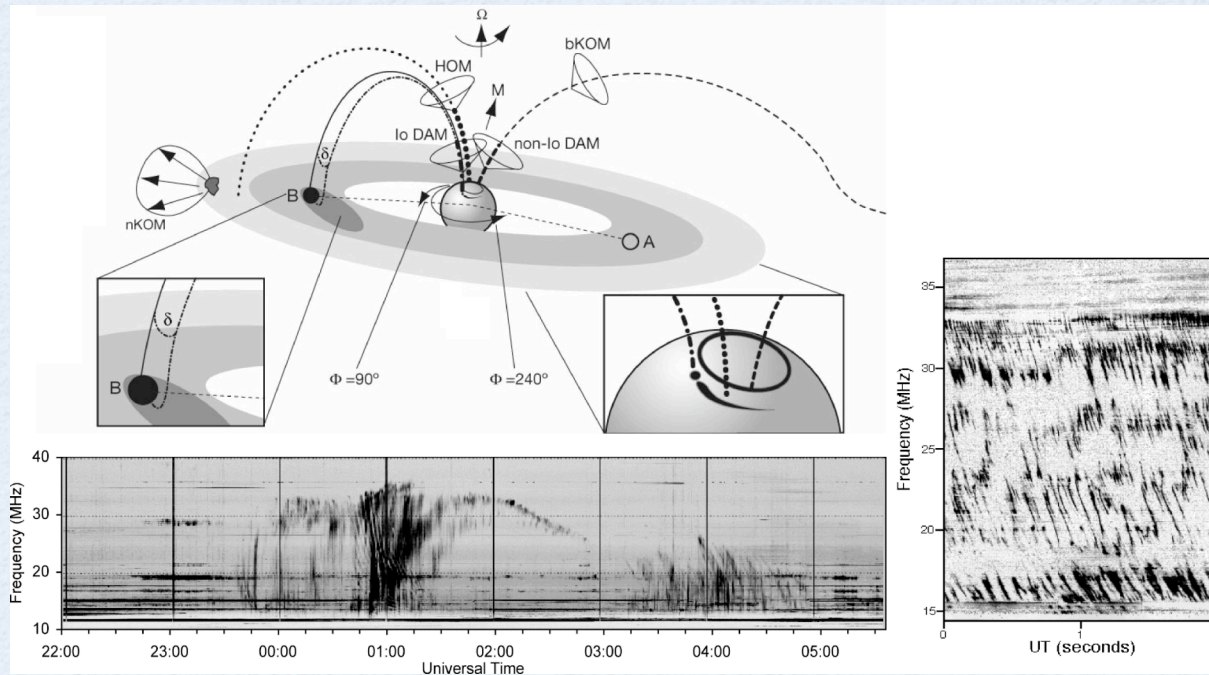 Ω
bKOM
HOM
M
Io DAM
non-Io DAM
δ
B
nKOM
A
δ
B
Φ =90º
Φ =240º
40
30
20
10
Frequency (MHz)
22:00 23:00 00:00 01:00 02:00 03:00 04:00 05:00
Universal Time
35
30
25
20
15
Frequency (MHz)
0 1
UT (seconds)